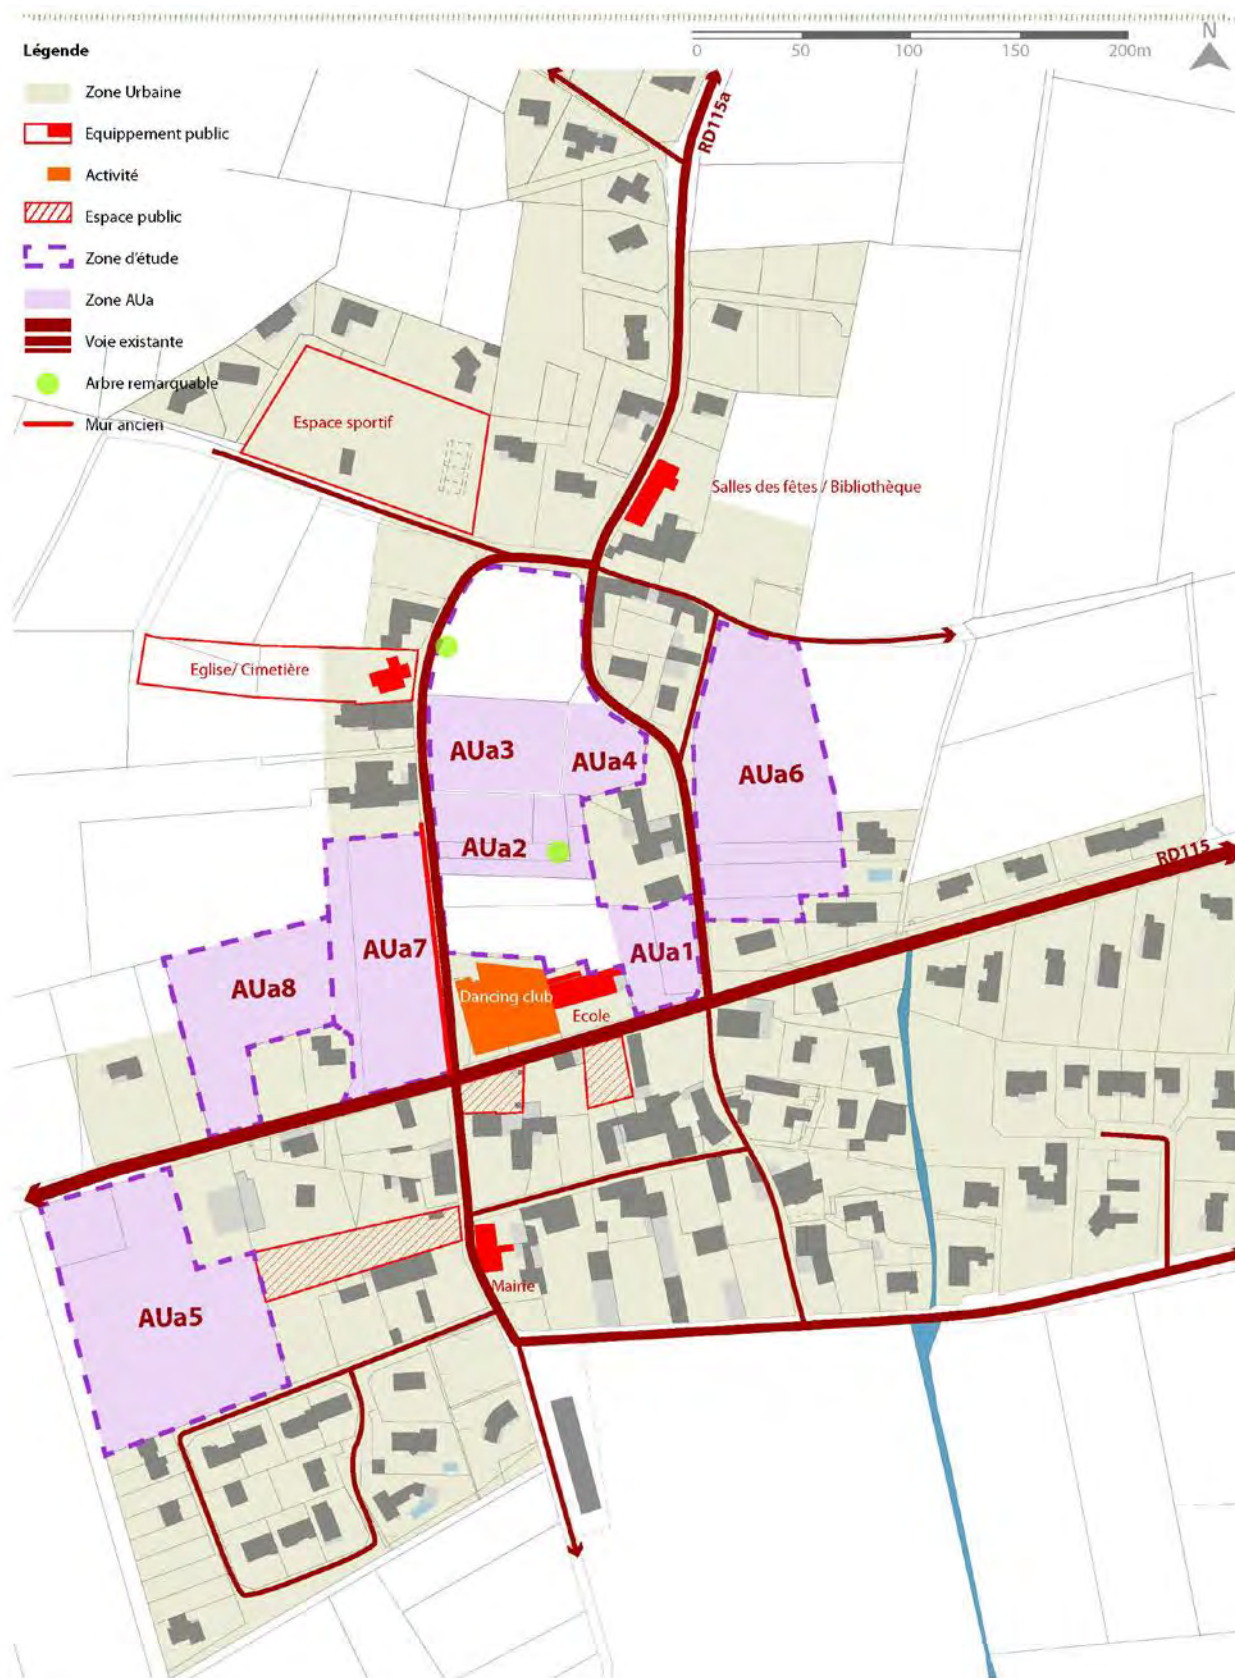 Légende
0 50 100 150 200m
N
Zone Urbaine
Equippement public
Activité
Espace public
Zone d'étude
Zone AUa
Voie existante
Arbre remarquable
Mur ancien
RD115a
Espace sportif
Salles des fêtes / Bibliothèque
Eglise/ Cimetière
AUa3
AUa4
AUa6
AUa2
RD115
AUa7
AUa1
AUa8
Dancing club
Ecole
Mairie
AUa5